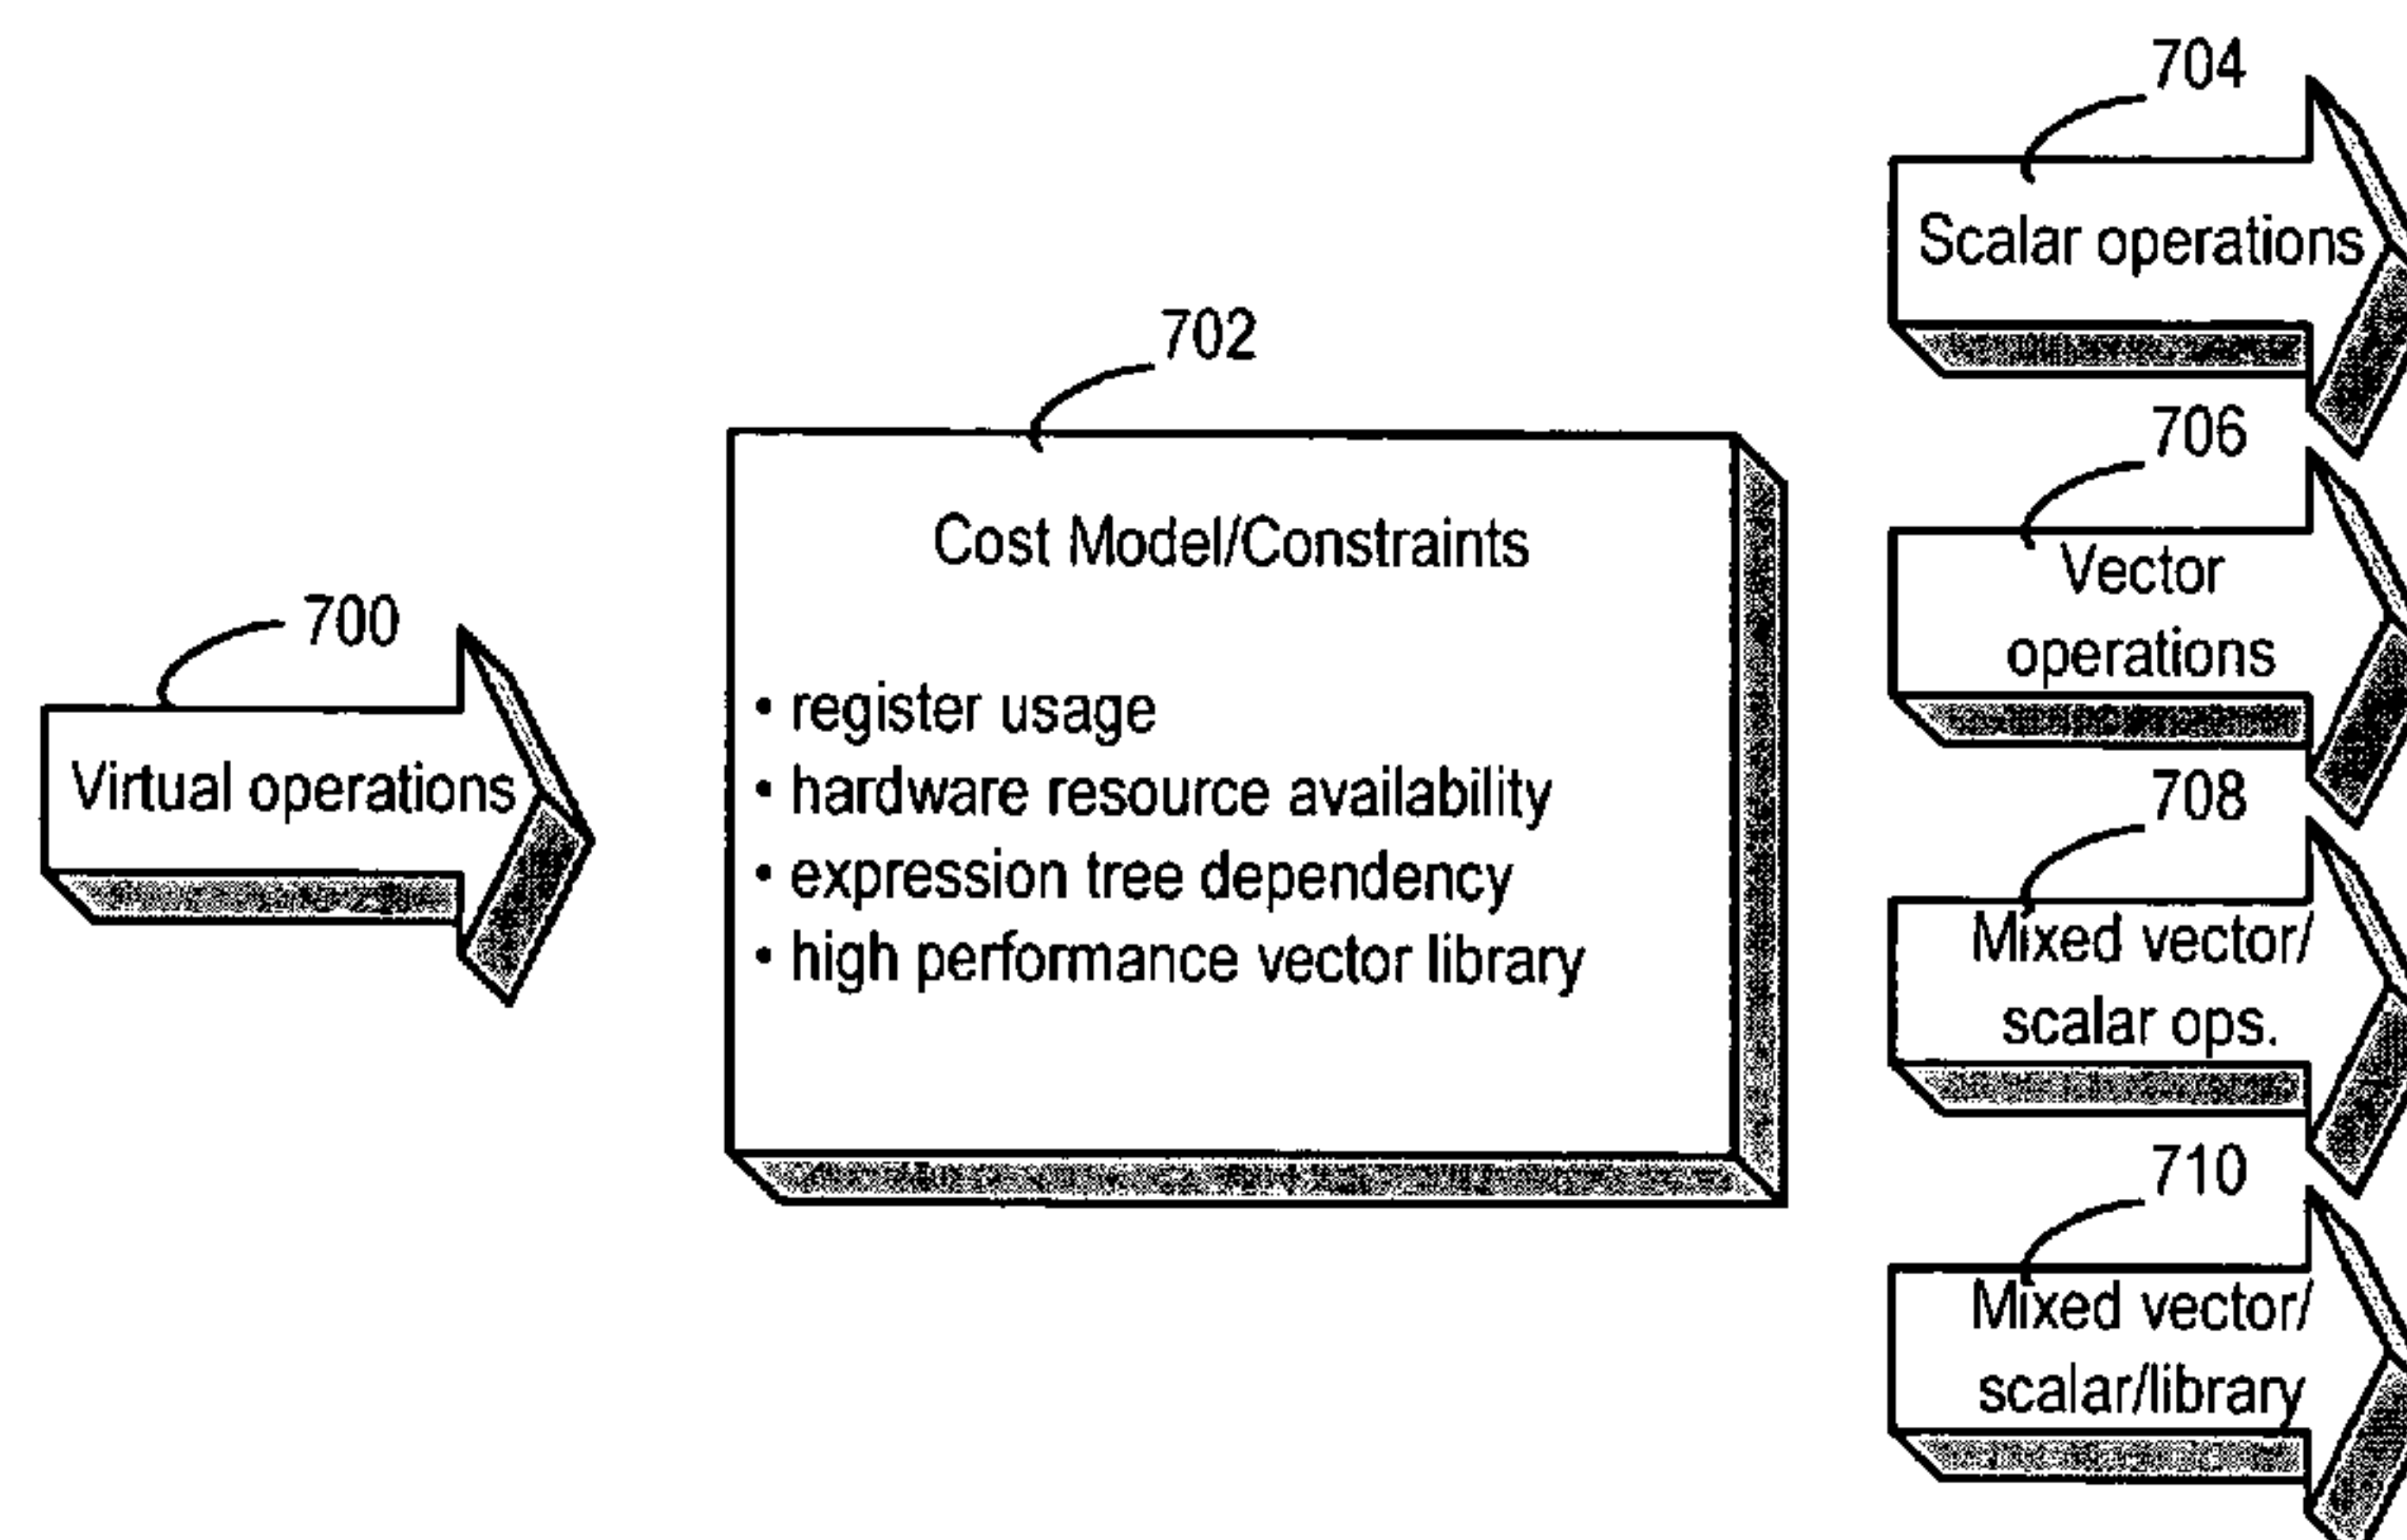 700
Virtual operations
702
Cost Model/Constraints
• register usage
• hardware resource availability
• expression tree dependency
• high performance vector library
704
Scalar operations
706
Vector
operations
708
Mixed vector/
scalar ops.
710
Mixed vector/
scalar/library